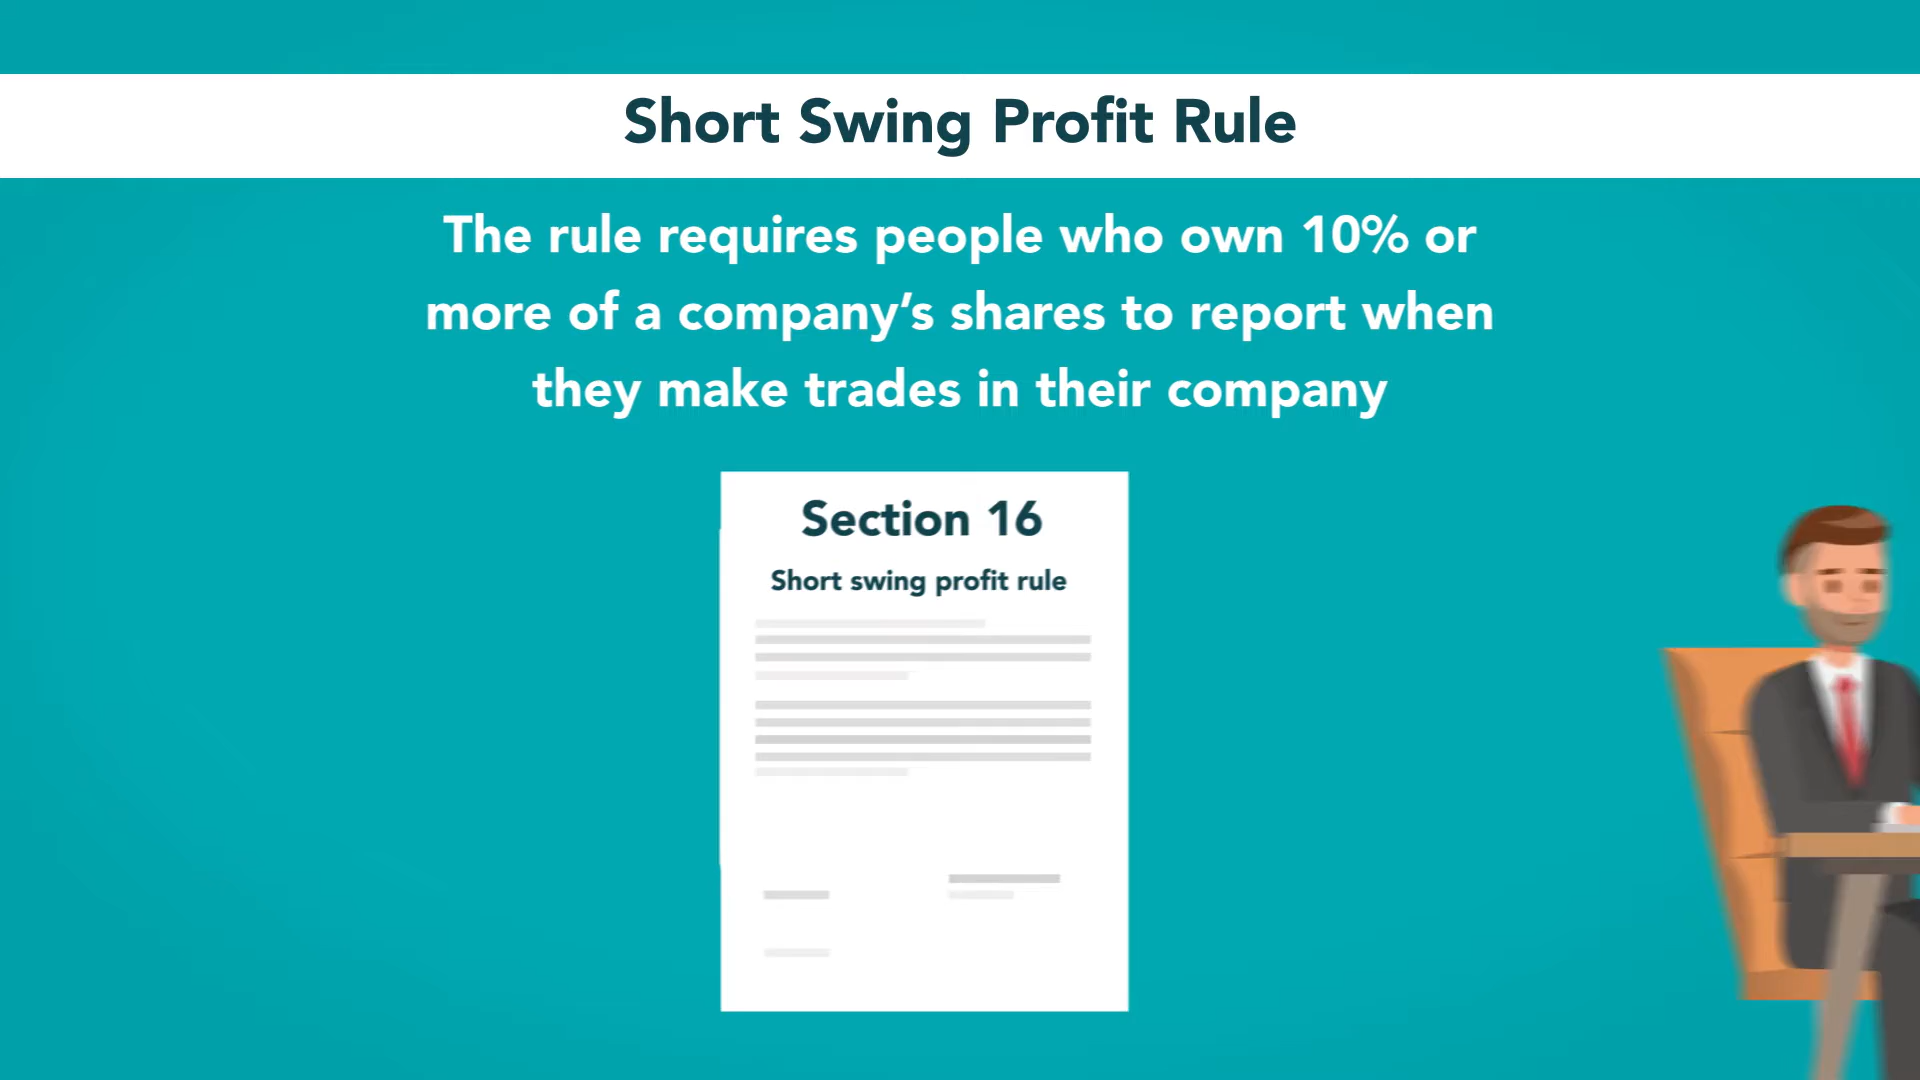 Short Swing Profit Rule
The rule requires people who own 10% or
more of a company’s shares to report when
they make trades in their company
Section 16
Short swing profit rule